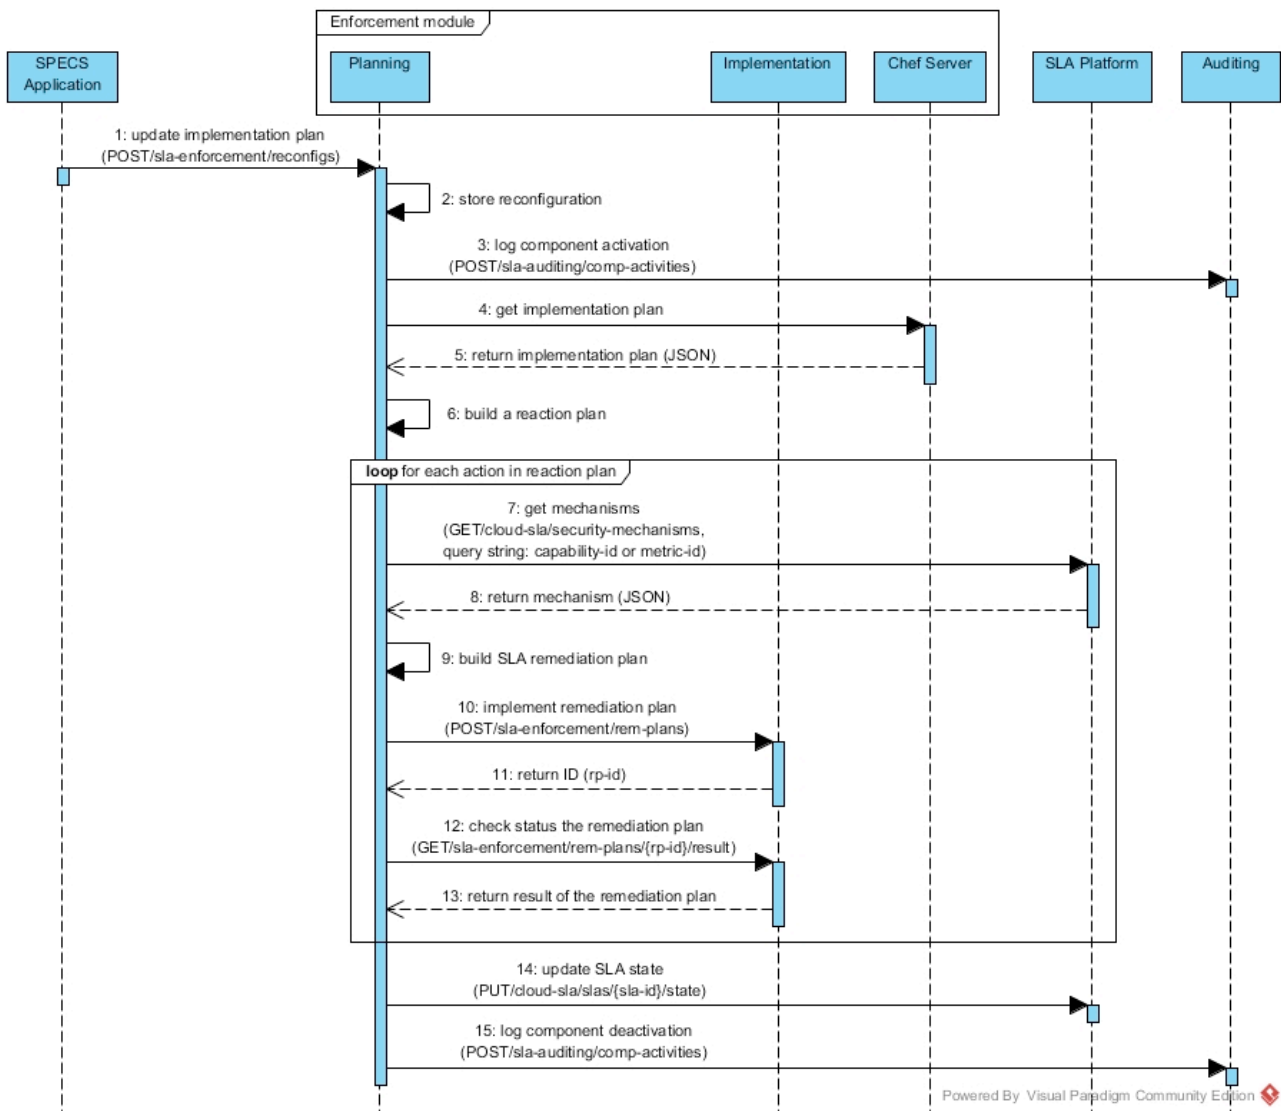 Enforcement module
SPECS
Application
Planning
Implementation
Chef Server
SLA Platform
Auditing
1: update implementation plan
(POST/sla-enforcement/reconfigs)
2: store reconfiguration
3: log component activation
(POST/sla-auditing/comp-activities)
4: get implementation plan
5: return implementation plan (JSON)
6: build a reaction plan
loop for each action in reaction plan
7: get mechanisms
(GET/cloud-sla/security-mechanisms,
query string: capability-id or metric-id)
8: return mechanism (JSON)
9: build SLA remediation plan
10: implement remediation plan
(POST/sla-enforcement/rem-plans)
11: return ID (rp-id)
12: check status the remediation plan
(GET/sla-enforcement/rem-plans/{rp-id}/result)
13: return result of the remediation plan
14: update SLA state
(PUT/cloud-sla/slas/{sla-id}/state)
15: log component deactivation
(POST/sla-auditing/comp-activities)
Powered By Visual Paradigm Community Edition